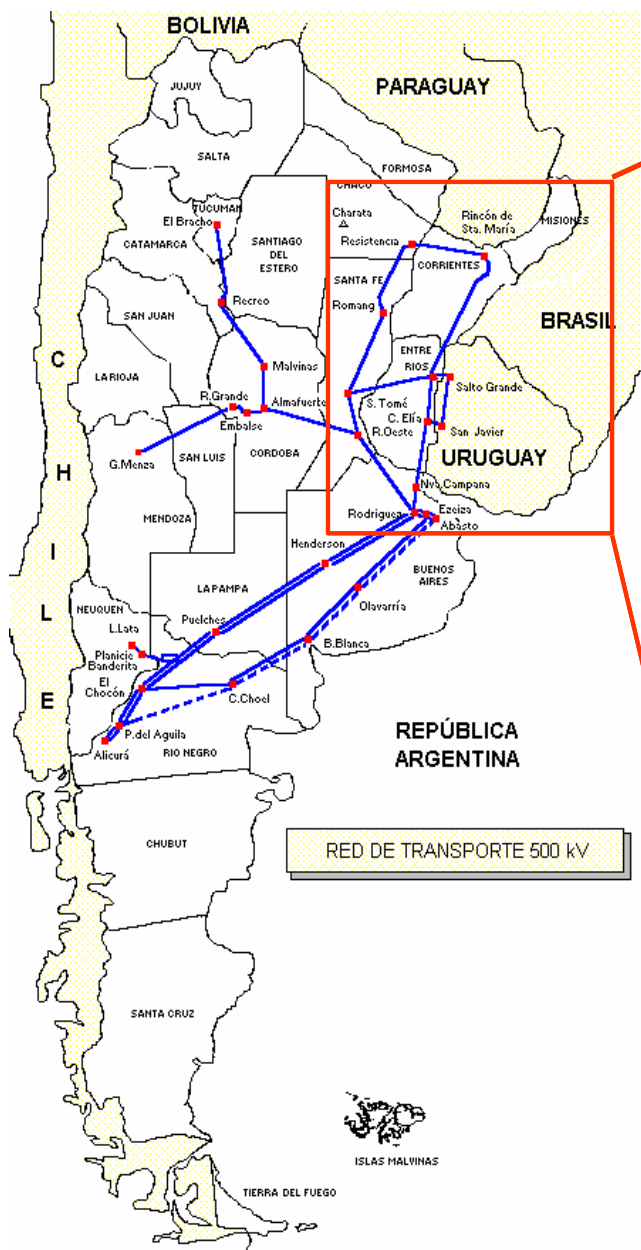 BOLIVIA
JUJUY
PARAGUAY
SALTA
FORMOSA
CHACO
TUCUMAN
El Bracho
Charata
Rincón de
Sta. María
MISIONES
CATAMARCA
SANTIAGO
DEL
ESTERO
Resistencia
CORRIENTES
SANTA FE
Recreo
Romang
SAN JUAN
BRASIL
ENTRE
RIOS
C
Malvinas
LA RIOJA
Salto Grande
R.Grande
Almafuerte
S. Tomé
C. Elía
R.Oeste
Embalse
San Javier
G.Menza
SAN LUIS
CORDOBA
URUGUAY
H
Nva.Campana
MENDOZA
Rodriguez
Ezeiza
Abasto
Henderson
I
BUENOS
AIRES
LA PAMPA
NEUQUEN
Olavarría
L
L.Lata
Puelches
Planicie
Banderita
B.Blanca
El
Chocón
E
C.Choel
P.del Aguila
REPÚBLICA
ARGENTINA
Alicurá
RIO NEGRO
CHUBUT
RED DE TRANSPORTE 500 kV
SANTA CRUZ
ISLAS MALVINAS
TIERRA DEL FUEGO